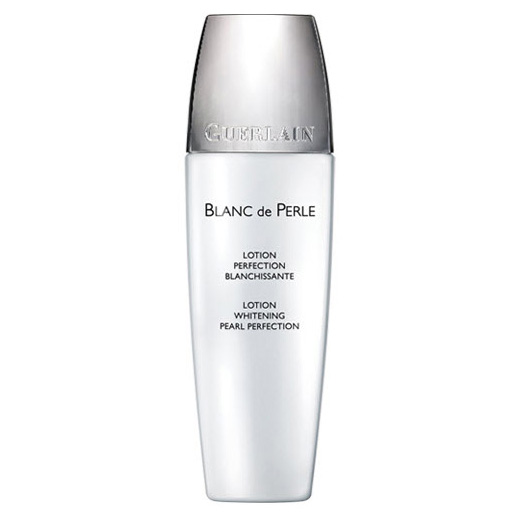 GUERLAIN
BLANC de PERLE
LOTION
PERFECTION
BLANCHISSANTE
LOTION
WHITENING
PEARL PERFECTION